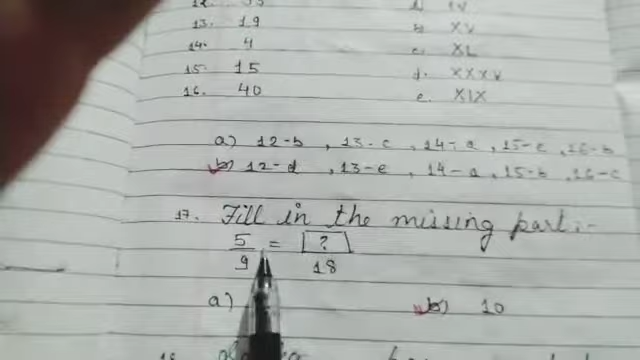 13. 19 b) XV
14. 4 c. XL
15. 15 d. XXXV
16. 40 e. XIX
a) 12-b , 13-c , 14-a , 15-e , 16-b
b) 12-d , 13-e , 14-a , 15-b , 16-c
17. Fill in the missing part:-
5/9 = [?]/18
a) b) 10